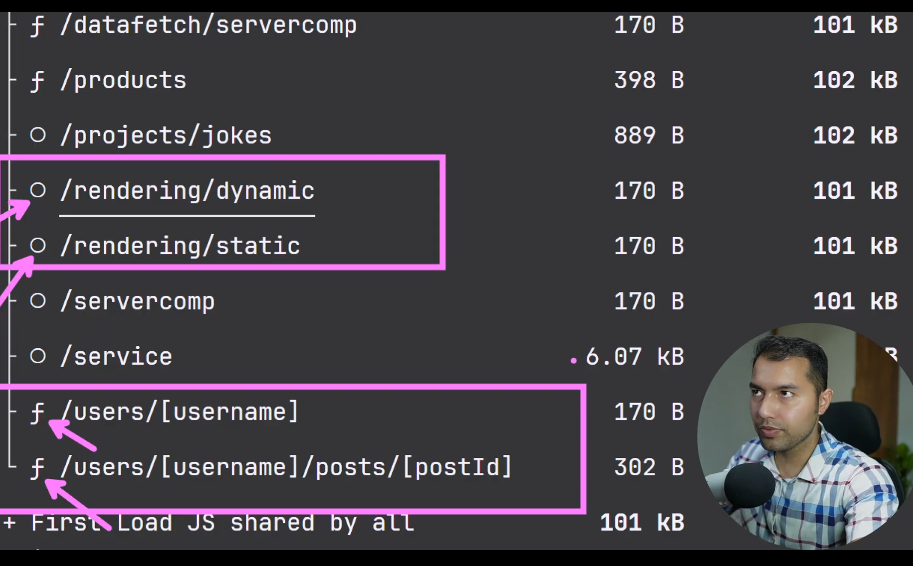 ƒ /datafetch/servercomp 170 B 101 kB
ƒ /products 398 B 102 kB
○ /projects/jokes 889 B 102 kB
○ /rendering/dynamic 170 B 101 kB
○ /rendering/static 170 B 101 kB
○ /servercomp 170 B 101 kB
○ /service 6.07 kB B
ƒ /users/[username] 170 B
ƒ /users/[username]/posts/[postId] 302 B
+ First Load JS shared by all 101 kB